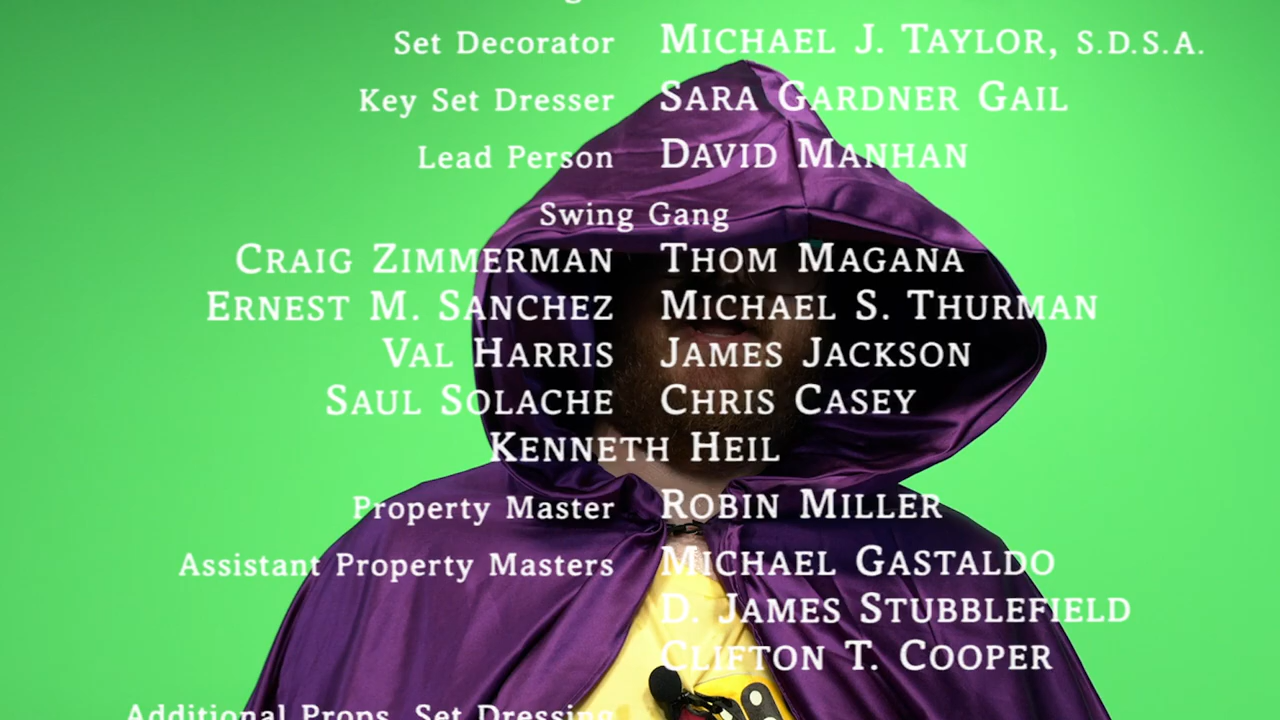 Set Decorator MICHAEL J. TAYLOR, S.D.S.A.
Key Set Dresser SARA GARDNER GAIL
Lead Person DAVID MANHAN
Swing Gang
CRAIG ZIMMERMAN THOM MAGANA
ERNEST M. SANCHEZ MICHAEL S. THURMAN
VAL HARRIS JAMES JACKSON
SAUL SOLACHE CHRIS CASEY
KENNETH HEIL
Property Master ROBIN MILLER
Assistant Property Masters MICHAEL GASTALDO
D. JAMES STUBBLEFIELD
CLIFTON T. COOPER
Additional Props, Set Dressing